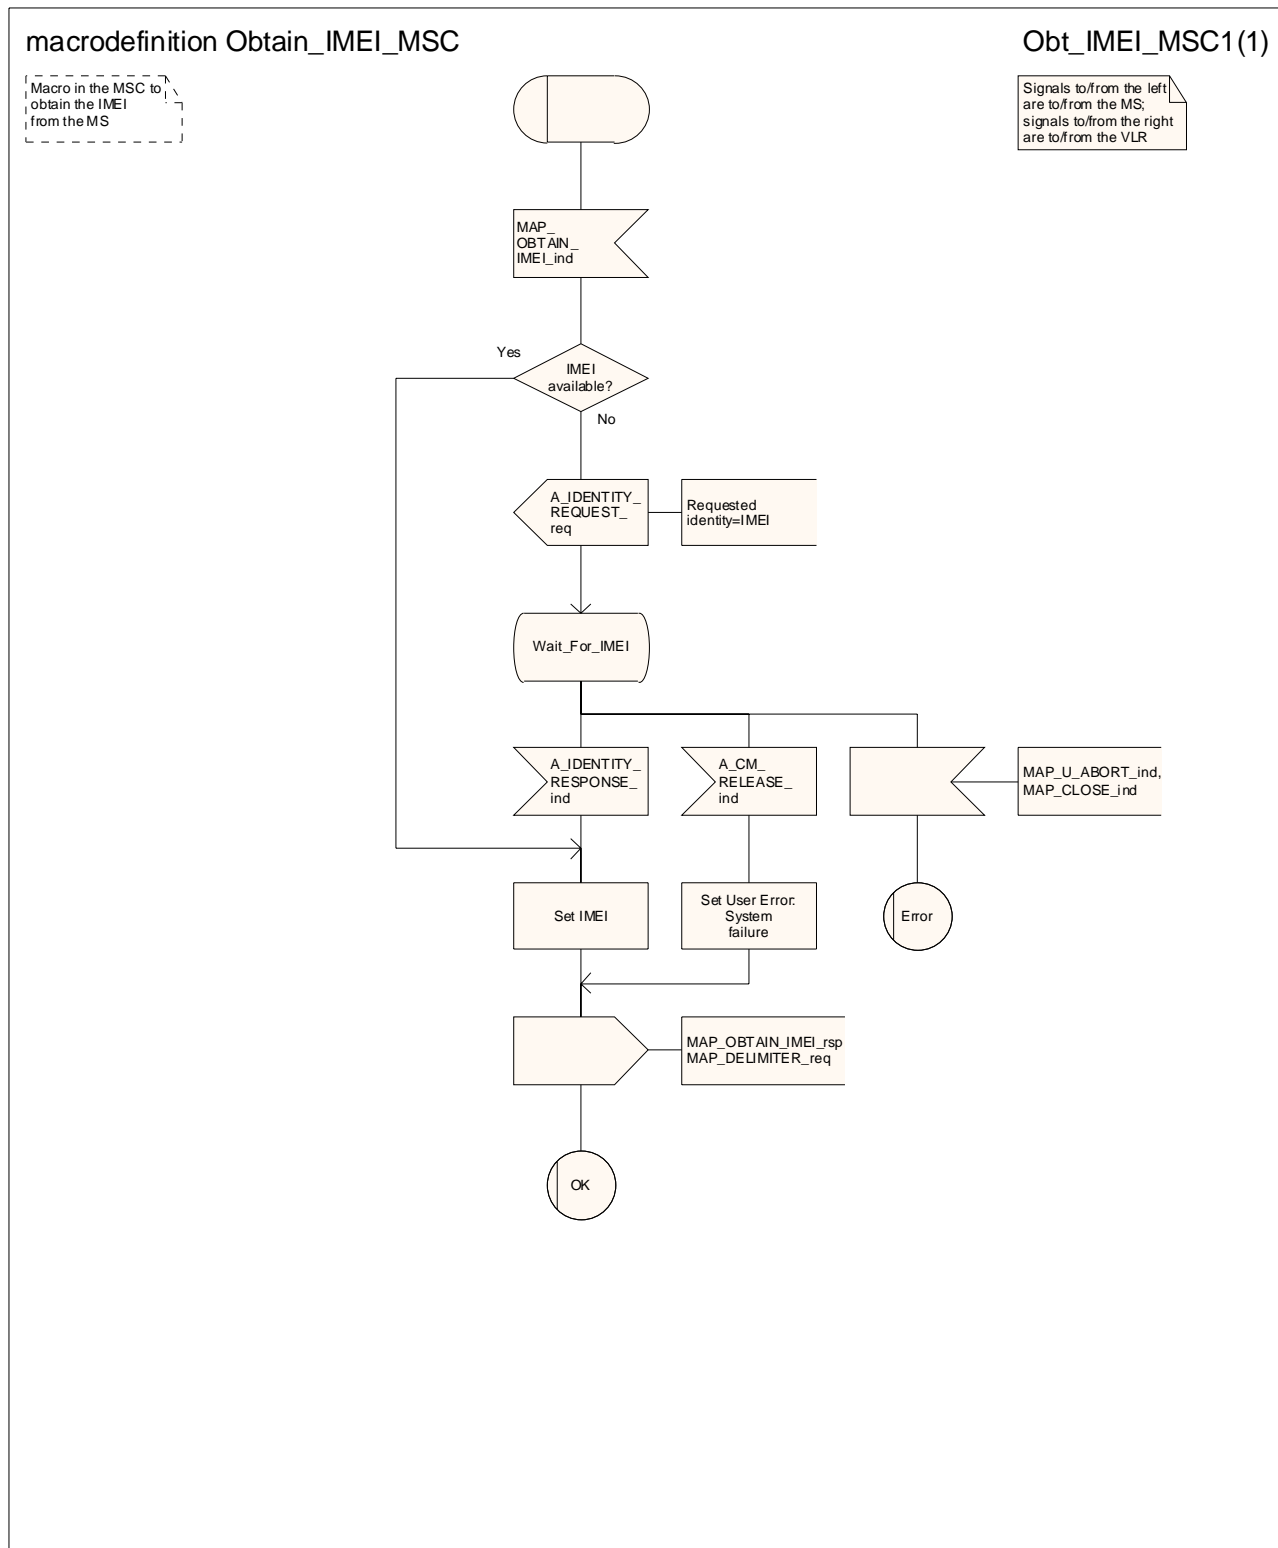 macrodefinition Obtain_IMEI_MSC
Obt_IMEI_MSC1(1)
Macro in the MSC to
obtain the IMEI
from the MS
Signals to/from the left
are to/from the MS;
signals to/from the right
are to/from the VLR
MAP_
OBTAIN_
IMEI_ind
Yes
IMEI
available?
No
A_IDENTITY_
REQUEST_
req
Requested
identity=IMEI
Wait_For_IMEI
A_IDENTITY_
RESPONSE_
ind
A_CM_
RELEASE_
ind
MAP_U_ABORT_ind,
MAP_CLOSE_ind
Set IMEI
Set User Error:
System
failure
Error
MAP_OBTAIN_IMEI_rsp
MAP_DELIMITER_req
OK